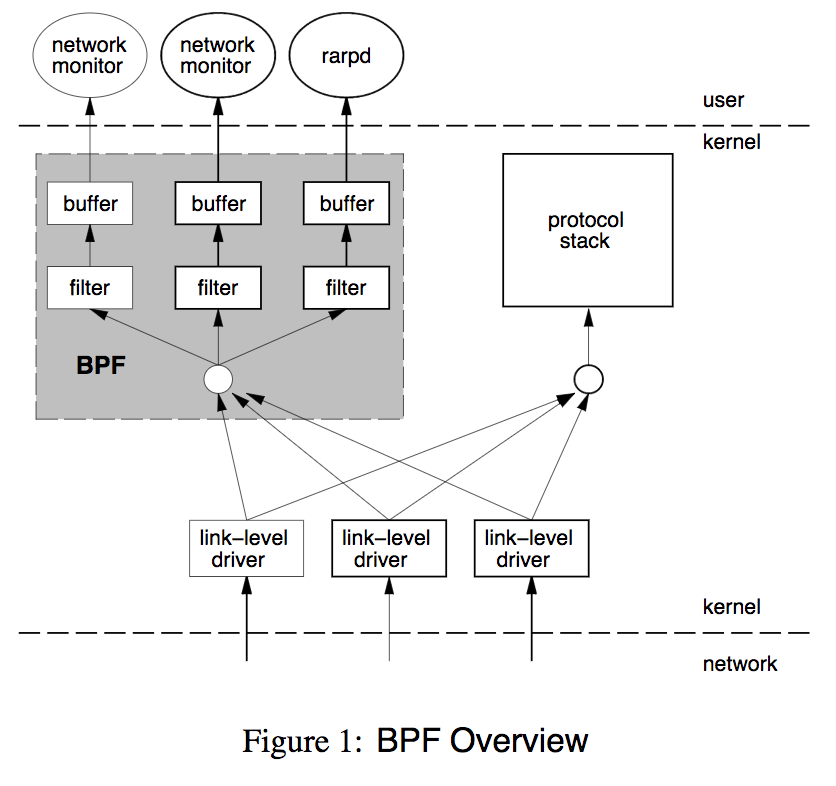 network
monitor
network
monitor
rarpd
user
kernel
buffer
buffer
buffer
protocol
stack
filter
filter
filter
BPF
link–level
driver
link–level
driver
link–level
driver
kernel
network
Figure 1: BPF Overview